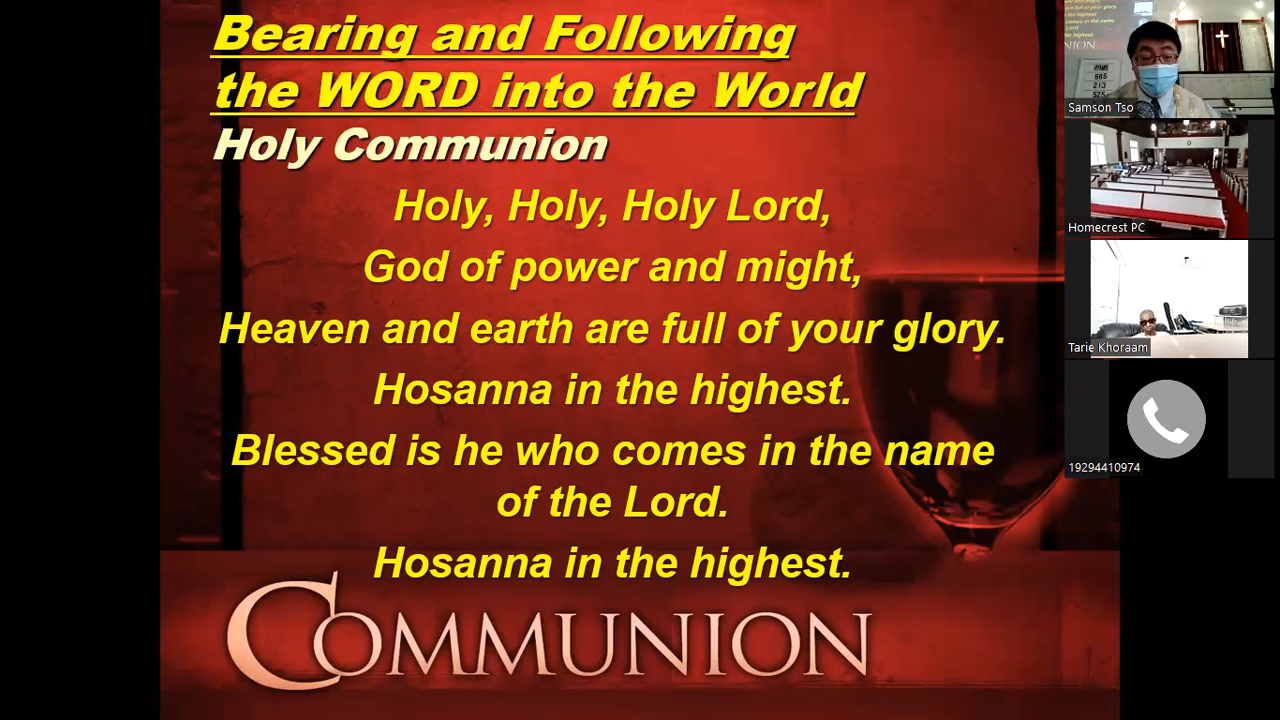 Bearing and Following
the WORD into the World
Holy Communion
Holy, Holy, Holy Lord,
God of power and might,
Heaven and earth are full of your glory.
Hosanna in the highest.
Blessed is he who comes in the name
of the Lord.
Hosanna in the highest.
COMMUNION
Samson Tso
Homecrest PC
Tarie Khoraam
19294410974